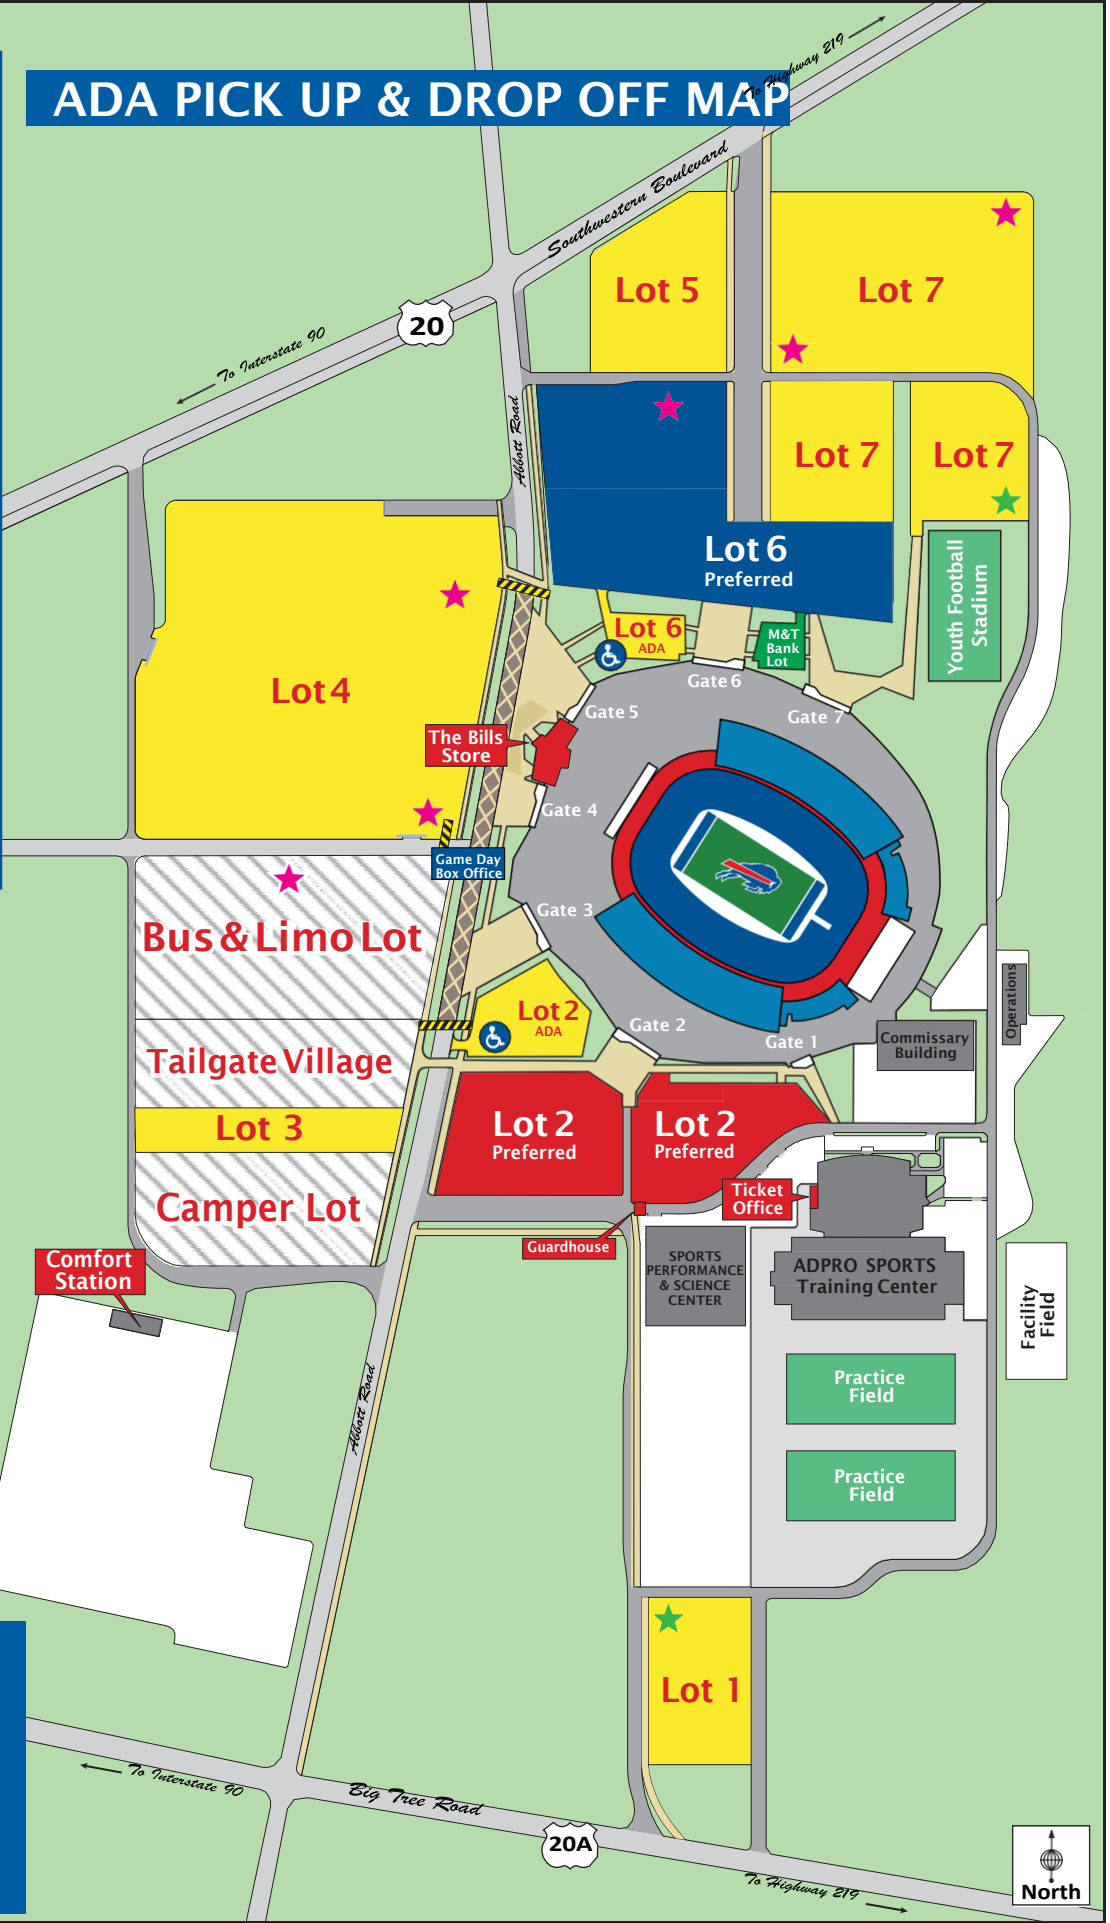 ADA PICK UP & DROP OFF MAP
To Highway 219
Southwestern Boulevard
Lot 5
Lot 7
20
To Interstate 90
Abbott Road
Lot 7
Lot 7
Lot 6
Preferred
Youth Football
Stadium
Lot 6
ADA
M&T
Bank
Lot
Gate 6
Lot 4
Gate 5
Gate 7
The Bills
Store
Gate 4
Game Day
Box Office
Gate 3
Bus & Limo Lot
Lot 2
ADA
Gate 2
Gate 1
Operations
Commissary
Building
Tailgate Village
Lot 3
Lot 2
Preferred
Lot 2
Preferred
Camper Lot
Ticket
Office
Guardhouse
Comfort
Station
SPORTS
PERFORMANCE
& SCIENCE
CENTER
ADPRO SPORTS
Training Center
Facility
Field
Practice
Field
Abbott Road
Practice
Field
Lot 1
To Interstate 90
Big Tree Road
20A
To Highway 219
North